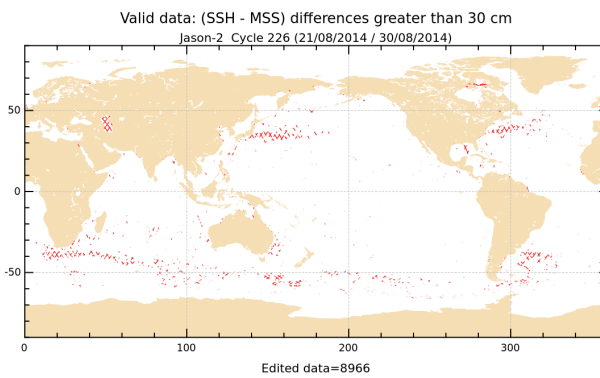 Valid data: (SSH - MSS) differences greater than 30 cm
Jason-2 Cycle 226 (21/08/2014 / 30/08/2014)
50
0
-50
0 100 200 300
Edited data=8966